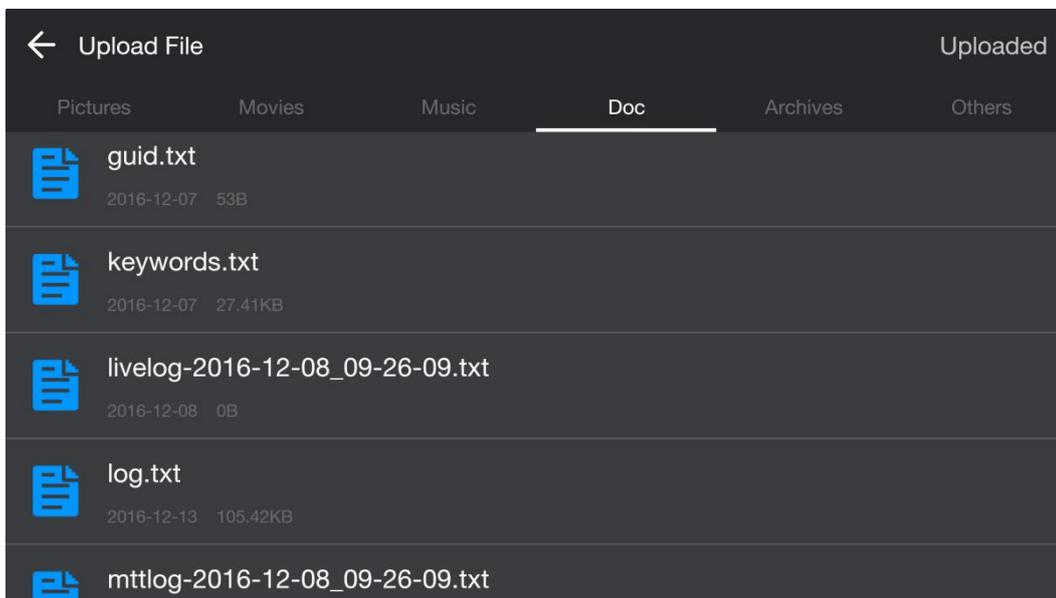 Upload File
Uploaded
Pictures Movies Music Doc Archives Others
guid.txt
2016-12-07 53B
keywords.txt
2016-12-07 27.41KB
livelog-2016-12-08_09-26-09.txt
2016-12-08 0B
log.txt
2016-12-13 105.42KB
mttlog-2016-12-08_09-26-09.txt